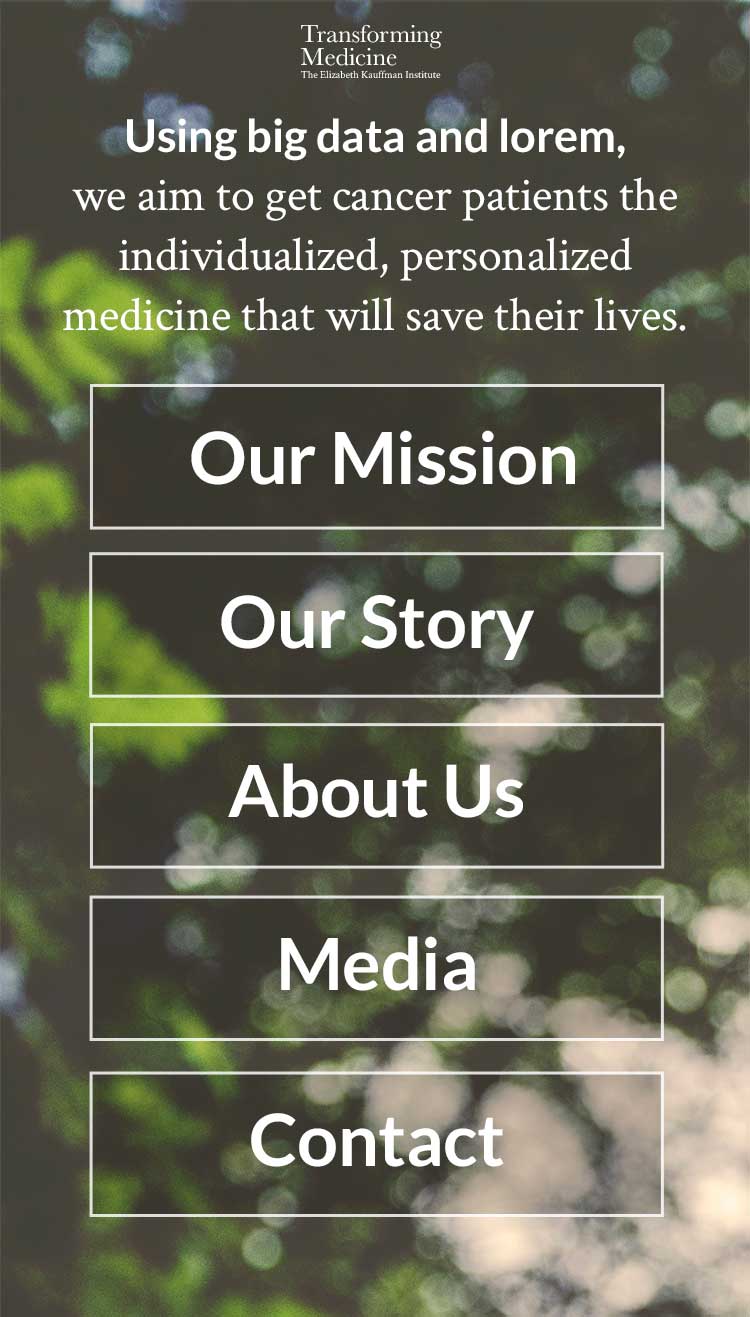 Transforming
Medicine
The Elizabeth Kauffman Institute
Using big data and lorem,
we aim to get cancer patients the
individualized, personalized
medicine that will save their lives.
Our Mission
Our Story
About Us
Media
Contact